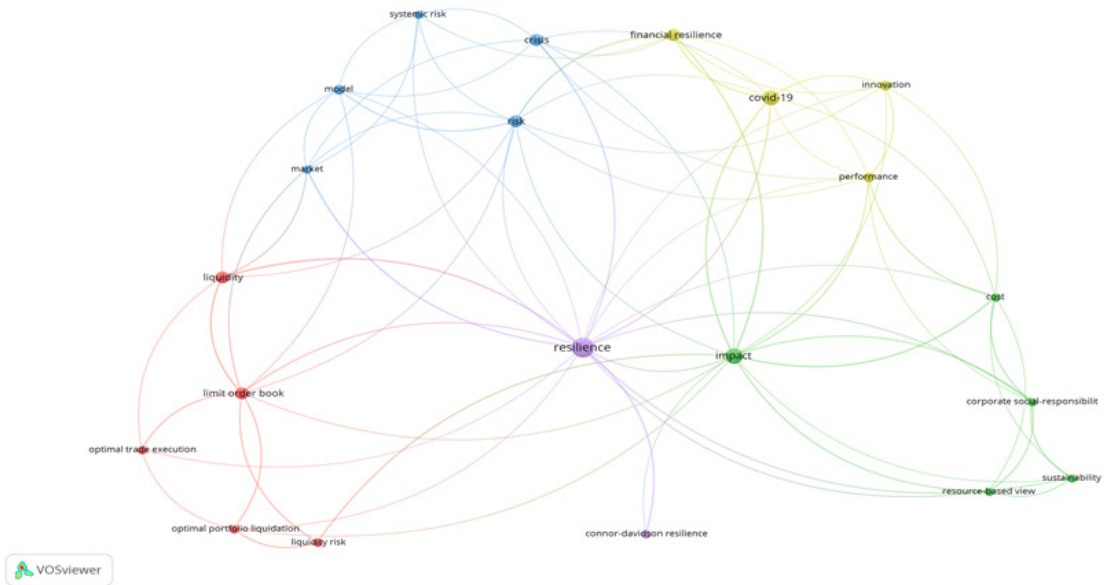 systemic risk
crisis
financial resilience
model
covid-19
innovation
risk
market
performance
liquidity
cost
resilience
impact
limit order book
corporate social-responsibilit
optimal trade execution
sustainability
resource-based view
optimal portfolio liquidation
liquidity risk
connor-davidson resilience
VOSviewer